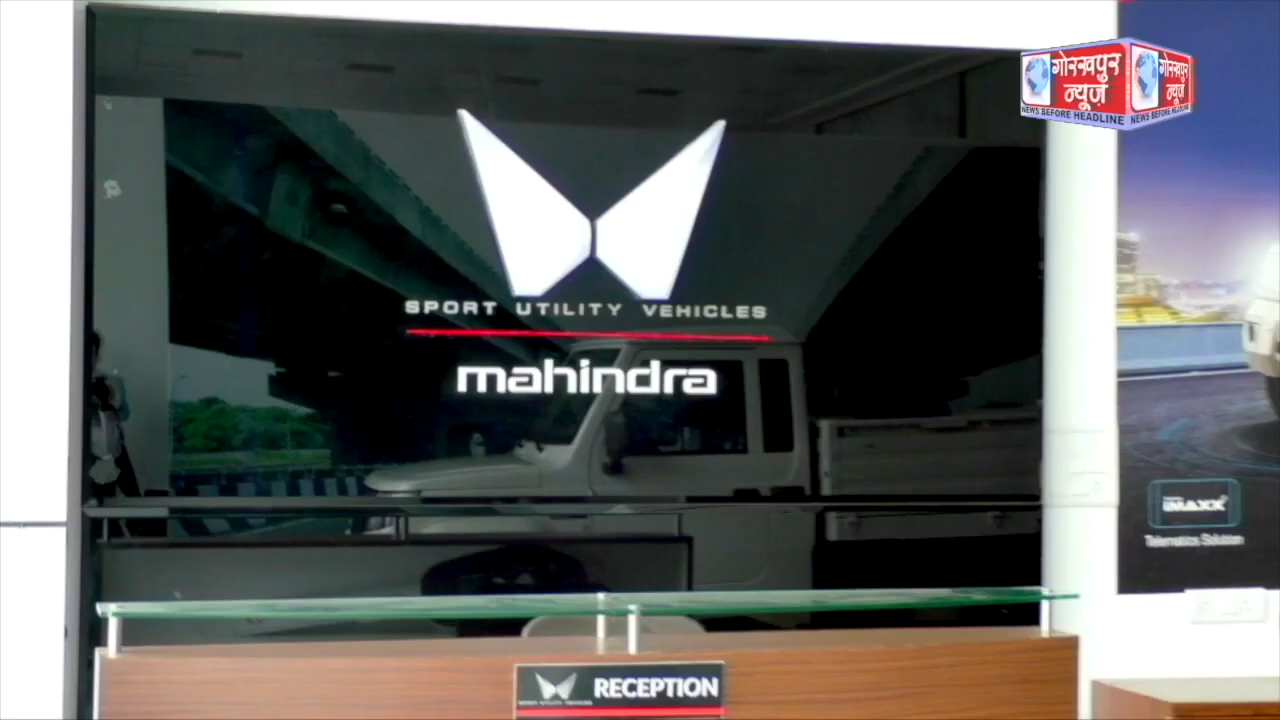 गोरखपुर
न्यूज़
NEWS BEFORE HEADLINE
गोरखपुर
न्यूज़
NEWS BEFORE HEADLINE
SPORT UTILITY VEHICLES
mahindra
iMAXX
Telematics Solution
RECEPTION